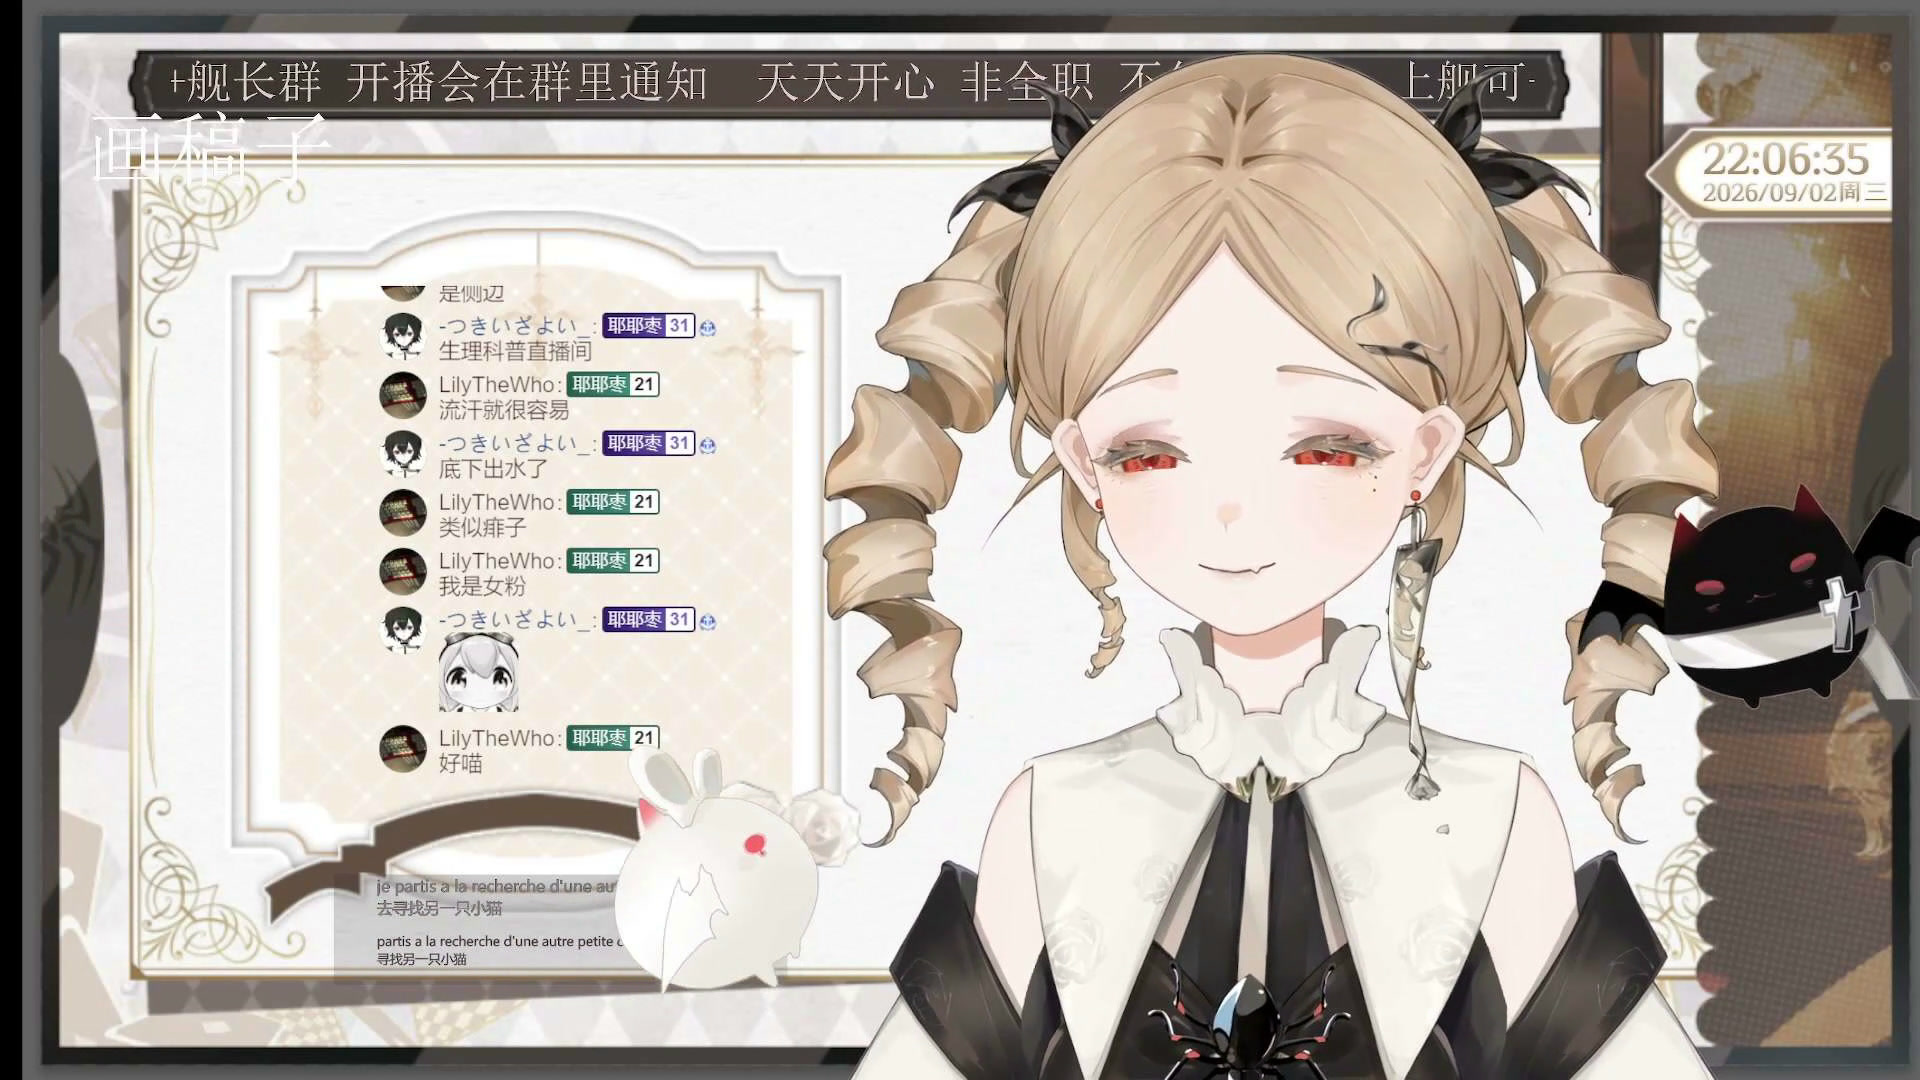 +舰长群 开播会在群里通知 天天开心 非全职 不 上舰可
画稿子
22:06:35
2026/09/02周三
是侧辺
-つきいざよい_: 耶耶枣 31
生理科普直播间
LilyTheWho: 耶耶枣 21
流汗就很容易
-つきいざよい_: 耶耶枣 31
底下出水了
LilyTheWho: 耶耶枣 21
类似痱子
LilyTheWho: 耶耶枣 21
我是女粉
-つきいざよい_: 耶耶枣 31
LilyTheWho: 耶耶枣 21
好喵
je partis a la recherche d'une au
去寻找另一只小猫
partis a la recherche d'une autre petite
寻找另一只小猫